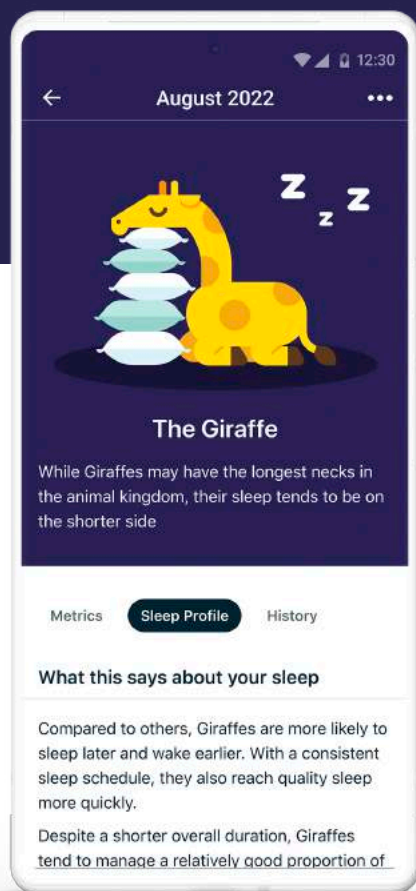 12:30
August 2022
z z z
The Giraffe
While Giraffes may have the longest necks in
the animal kingdom, their sleep tends to be on
the shorter side
Metrics Sleep Profile History
What this says about your sleep
Compared to others, Giraffes are more likely to
sleep later and wake earlier. With a consistent
sleep schedule, they also reach quality sleep
more quickly.
Despite a shorter overall duration, Giraffes
tend to manage a relatively good proportion of